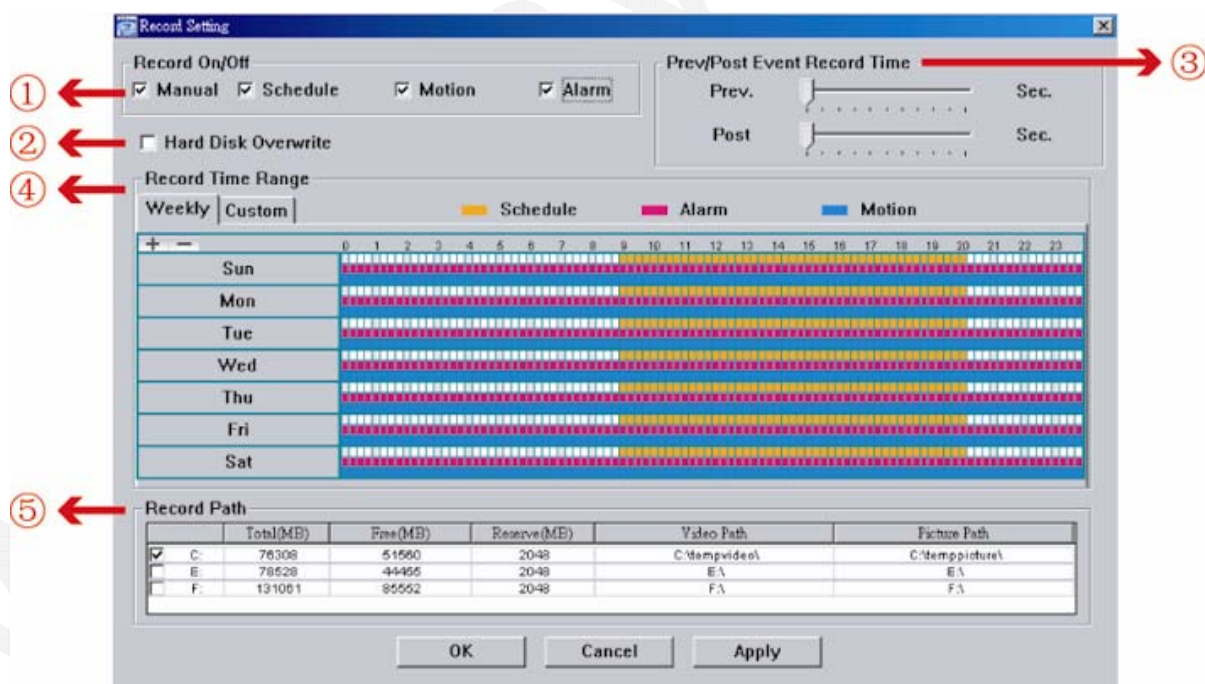 Record Setting
Record On/Off
Prev/Post Event Record Time
③
① Manual Schedule Motion Alarm
Prev. Sec.
② Hard Disk Overwrite
Post Sec.
④ Record Time Range
Weekly Custom Schedule Alarm Motion
+ − 0 1 2 3 4 5 6 7 8 9 10 11 12 13 14 15 16 17 18 19 20 21 22 23
Sun
Mon
Tue
Wed
Thu
Fri
Sat
⑤ Record Path
Total(MB) Free(MB) Reserve(MB) Video Path Picture Path
C: 76308 51560 2048 C:\tempvideo\ C:\temppicture\
E: 78528 44455 2048 E:\ E:\
F: 131061 85552 2048 F:\ F:\
OK Cancel Apply